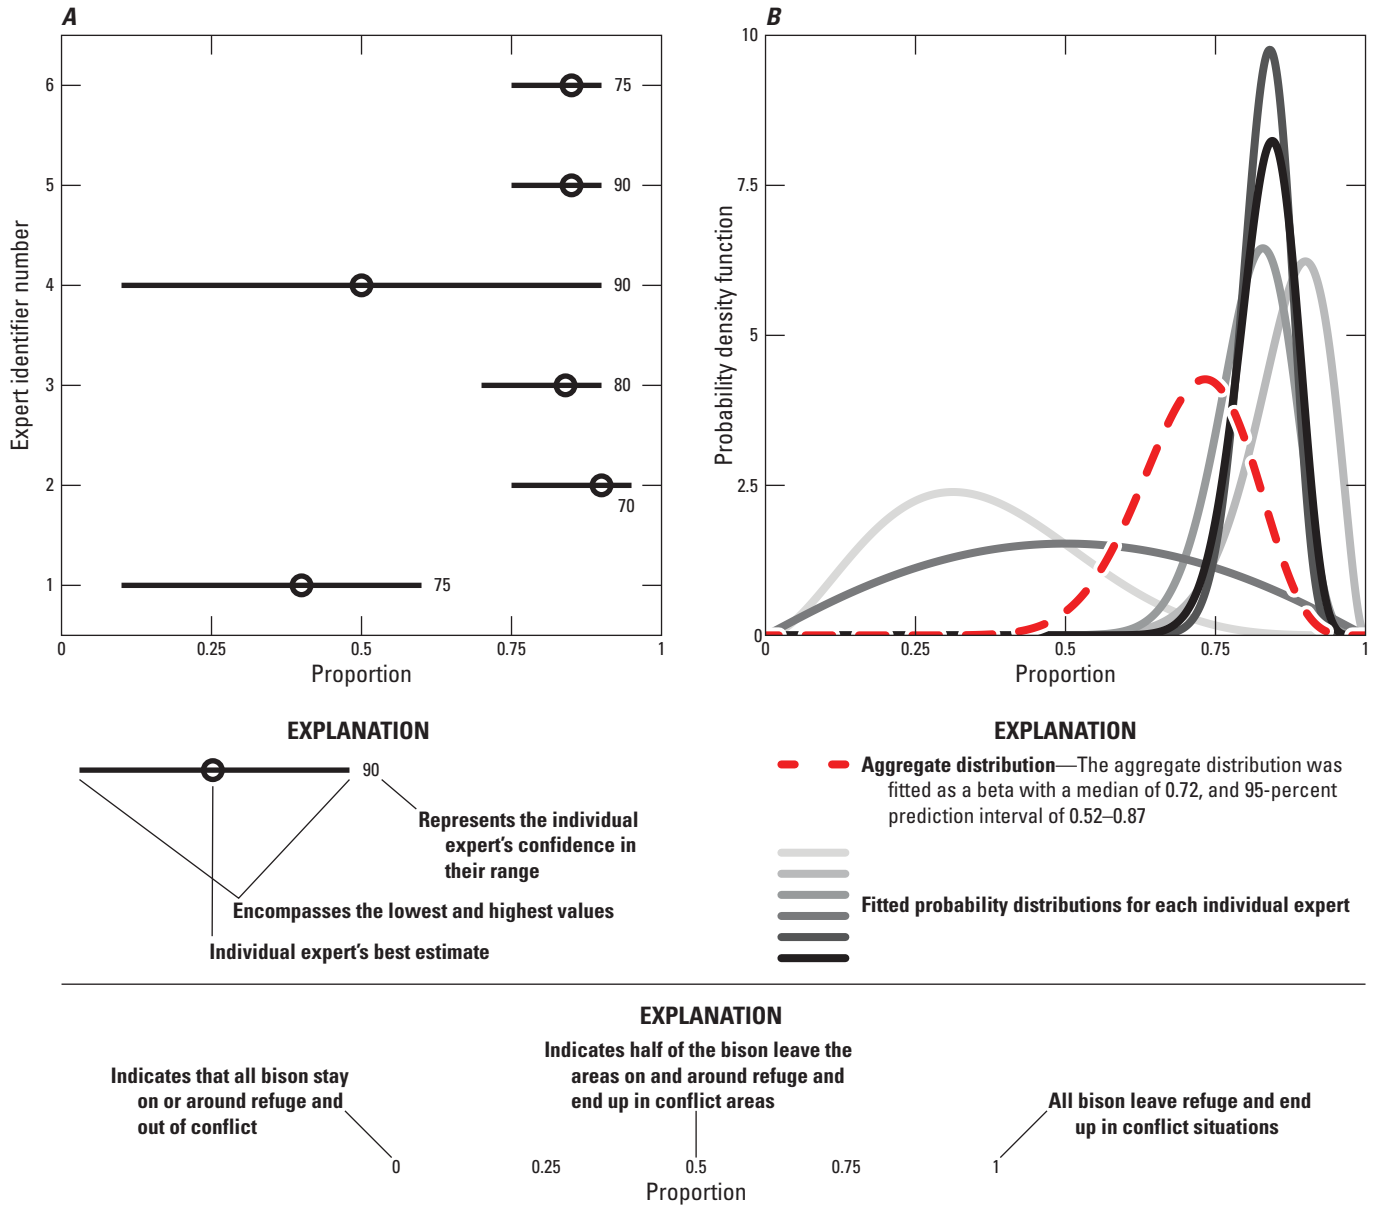 A
6
5
4
3
2
1
75
90
90
80
70
75
0
0.25
0.5
0.75
1
Expert identifier number
Proportion
B
10
7.5
5
2.5
0
0
0.25
0.5
0.75
1
Probability density function
Proportion
EXPLANATION
90
Represents the individual
expert's confidence in
their range
Encompasses the lowest and highest values
Individual expert's best estimate
EXPLANATION
Aggregate distribution—The aggregate distribution was
fitted as a beta with a median of 0.72, and 95-percent
prediction interval of 0.52–0.87
Fitted probability distributions for each individual expert
EXPLANATION
Indicates that all bison stay
on or around refuge and
out of conflict
Indicates half of the bison leave the
areas on and around refuge and
end up in conflict areas
All bison leave refuge and end
up in conflict situations
0
0.25
0.5
0.75
1
Proportion